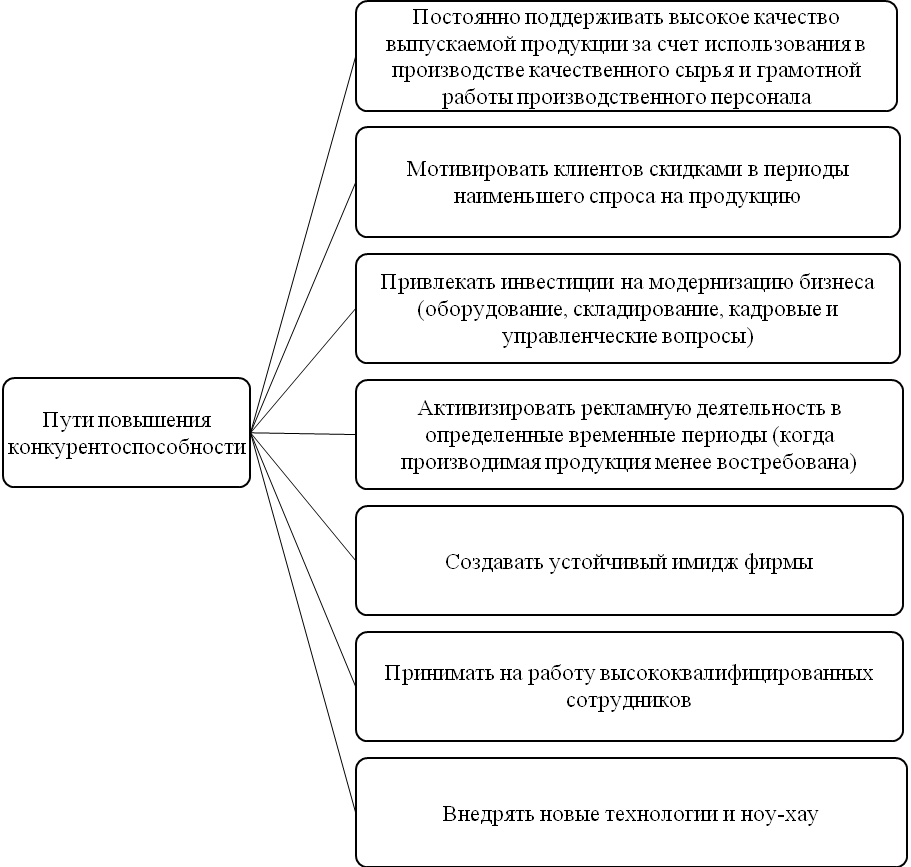 Постоянно поддерживать высокое качество
выпускаемой продукции за счет использования в
производстве качественного сырья и грамотной
работы производственного персонала
Мотивировать клиентов скидками в периоды
наименьшего спроса на продукцию
Привлекать инвестиции на модернизацию бизнеса
(оборудование, складирование, кадровые и
управленческие вопросы)
Пути повышения
конкурентоспособности
Активизировать рекламную деятельность в
определенные временные периоды (когда
производимая продукция менее востребована)
Создавать устойчивый имидж фирмы
Принимать на работу высококвалифицированных
сотрудников
Внедрять новые технологии и ноу-хау